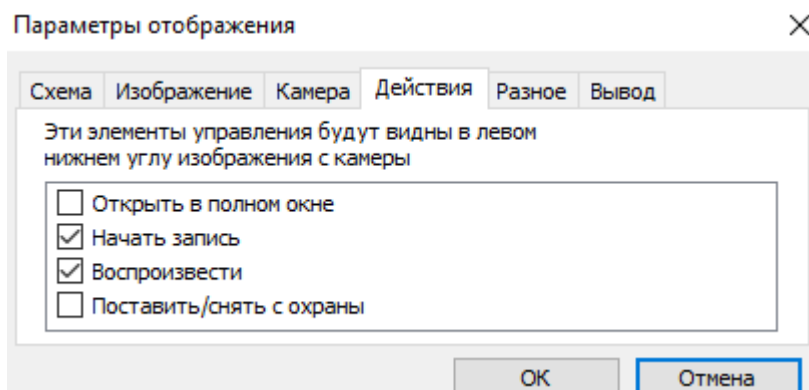 Параметры отображения
Схема Изображение Камера Действия Разное Вывод
Эти элементы управления будут видны в левом
нижнем углу изображения с камеры
Открыть в полном окне
Начать запись
Воспроизвести
Поставить/снять с охраны
ОК Отмена